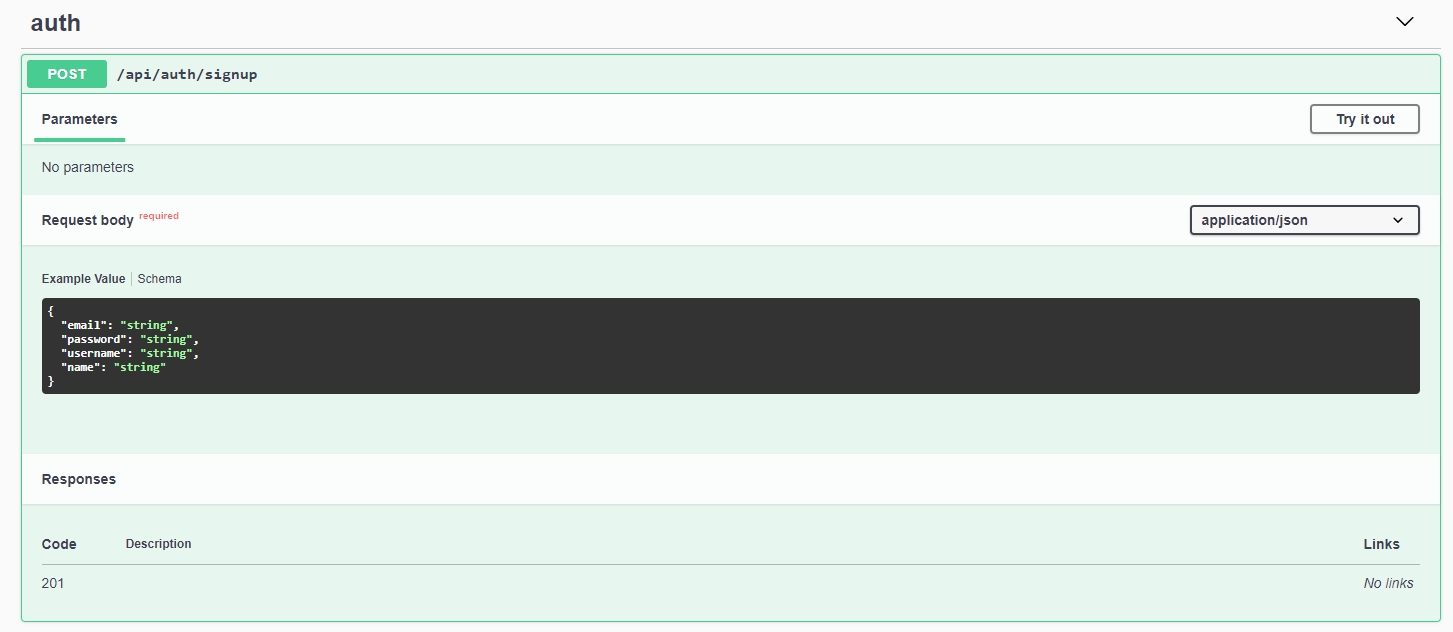 auth
POST /api/auth/signup
Parameters Try it out
No parameters
Request body required application/json
Example Value Schema
{
  "email": "string",
  "password": "string",
  "username": "string",
  "name": "string"
}
Responses
Code Description Links
201 No links